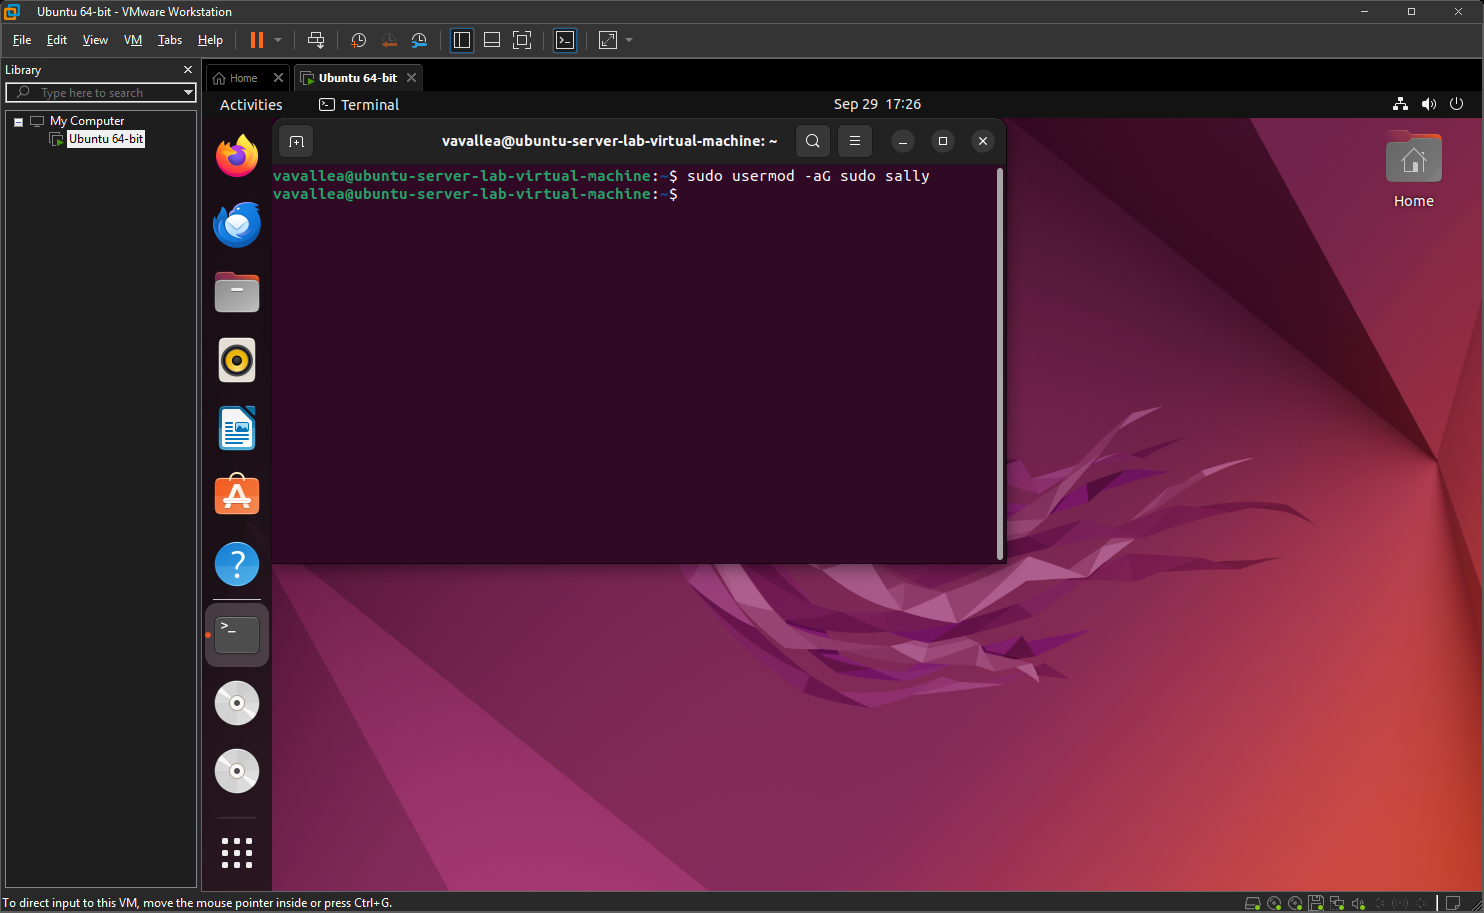 Ubuntu 64-bit - VMware Workstation
File Edit View VM Tabs Help
Library
Type here to search
My Computer
Ubuntu 64-bit
Home
Ubuntu 64-bit
Activities
Terminal
Sep 29 17:26
vavallea@ubuntu-server-lab-virtual-machine: ~
vavallea@ubuntu-server-lab-virtual-machine:~$ sudo usermod -aG sudo sally
vavallea@ubuntu-server-lab-virtual-machine:~$
Home
To direct input to this VM, move the mouse pointer inside or press Ctrl+G.